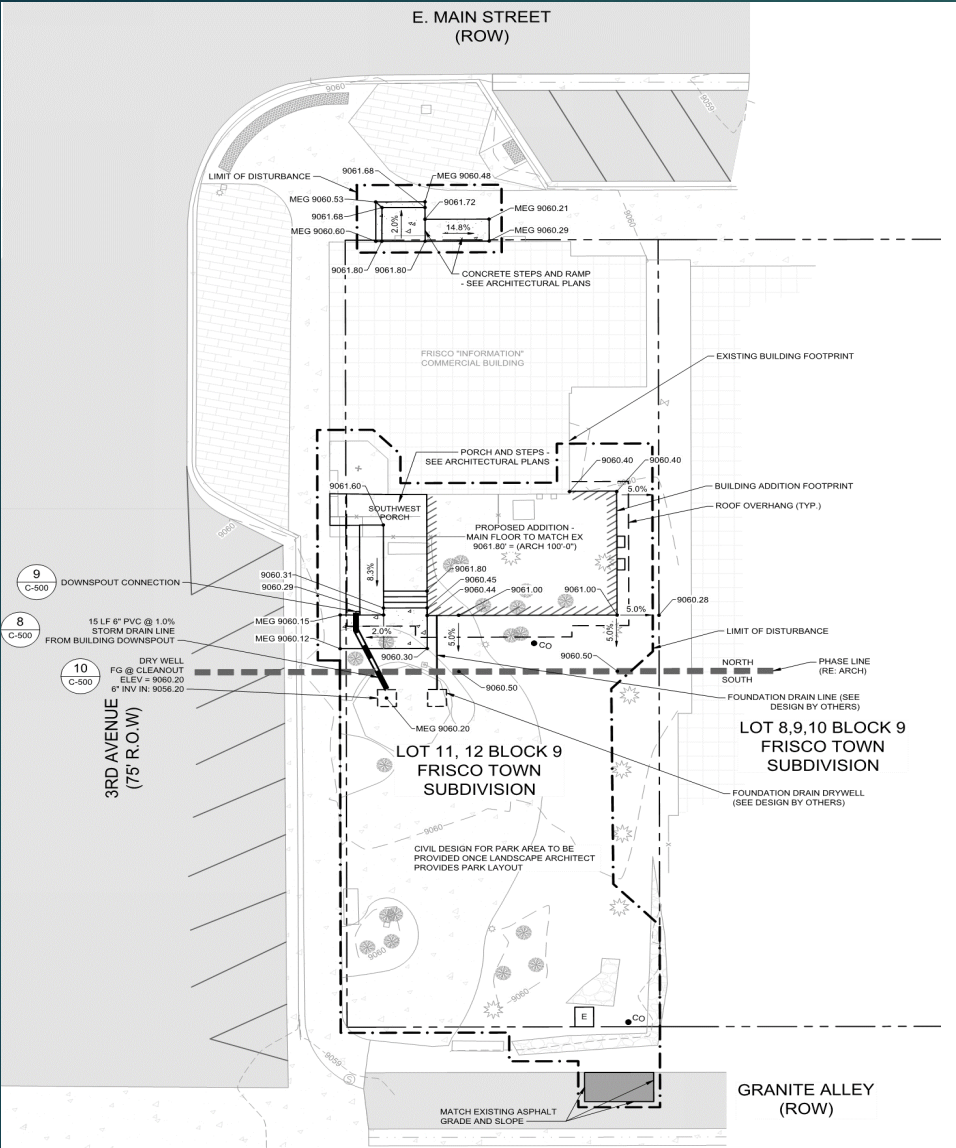 E. MAIN STREET
(ROW)
9060
9059
LIMIT OF DISTURBANCE
9061.68
MEG 9060.48
MEG 9060.53
9061.72
9061.68
MEG 9060.21
2.0%
14.8%
9060
MEG 9060.60
MEG 9060.29
9061.80
9061.80
CONCRETE STEPS AND RAMP
- SEE ARCHITECTURAL PLANS
FRISCO "INFORMATION"
COMMERCIAL BUILDING
EXISTING BUILDING FOOTPRINT
PORCH AND STEPS -
SEE ARCHITECTURAL PLANS
9060.40
9060.40
9060
9061.60
5.0%
BUILDING ADDITION FOOTPRINT
SOUTHWEST
PORCH
ROOF OVERHANG (TYP.)
9060
PROPOSED ADDITION -
MAIN FLOOR TO MATCH EX
9061.80' = (ARCH 100'-0")
8.3%
9
C-500
DOWNSPOUT CONNECTION
9060.31
9060.29
9061.80
9060.45
9060.44
9061.00
9061.00
5.0%
9060.28
8
C-500
15 LF 6" PVC @ 1.0%
STORM DRAIN LINE
FROM BUILDING DOWNSPOUT
MEG 9060.15
MEG 9060.12
2.0%
5.0%
5.0%
9060.30
CO
LIMIT OF DISTURBANCE
10
C-500
DRY WELL
FG @ CLEANOUT
ELEV = 9060.20
6" INV IN: 9056.20
9060.50
9060.50
NORTH
SOUTH
PHASE LINE
(RE: ARCH)
FOUNDATION DRAIN LINE (SEE
DESIGN BY OTHERS)
MEG 9060.20
3RD AVENUE
(75' R.O.W)
LOT 11, 12 BLOCK 9
FRISCO TOWN
SUBDIVISION
LOT 8,9,10 BLOCK 9
FRISCO TOWN
SUBDIVISION
FOUNDATION DRAIN DRYWELL
(SEE DESIGN BY OTHERS)
9060
CIVIL DESIGN FOR PARK AREA TO BE
PROVIDED ONCE LANDSCAPE ARCHITECT
PROVIDES PARK LAYOUT
9060
9060
E
CO
9059
S
GRANITE ALLEY
(ROW)
MATCH EXISTING ASPHALT
GRADE AND SLOPE